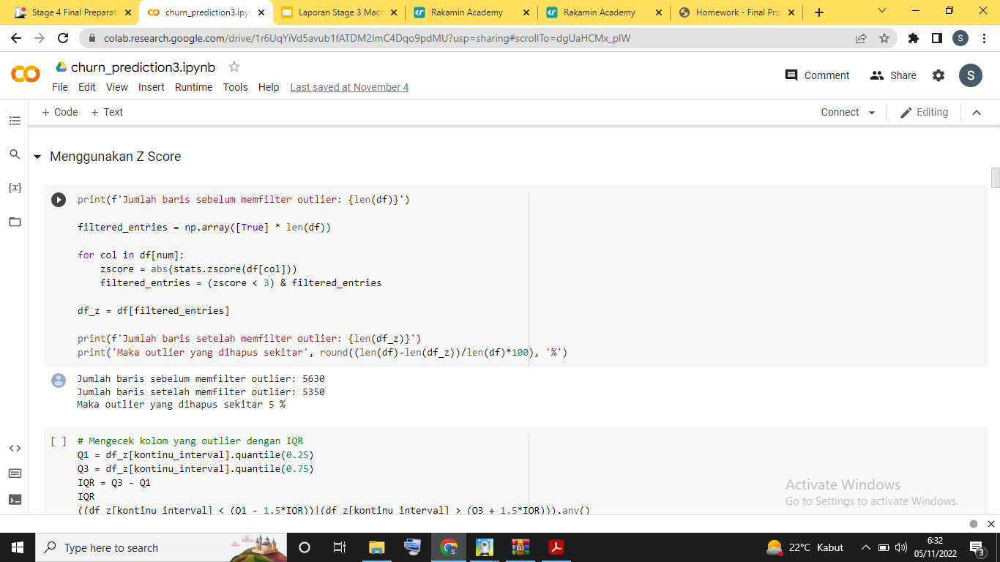 Stage 4 Final Preparati
churn_prediction3.ipyn
Laporan Stage 3 Mach
Rakamin Academy
Rakamin Academy
Homework - Final Pro
colab.research.google.com/drive/1r6UqYiVd5avub1fATDM2ImC4Dqo9pdMU?usp=sharing#scrollTo=dgUaHCMx_plW
S
churn_prediction3.ipynb
Comment
Share
S
File Edit View Insert Runtime Tools Help Last saved at November 4
+ Code + Text
Connect
Editing
Menggunakan Z Score
{x}
print(f'Jumlah baris sebelum memfilter outlier: {len(df)}')
filtered_entries = np.array([True] * len(df))
for col in df[num]:
zscore = abs(stats.zscore(df[col]))
filtered_entries = (zscore < 3) & filtered_entries
df_z = df[filtered_entries]
print(f'Jumlah baris setelah memfilter outlier: {len(df_z)}')
print('Maka outlier yang dihapus sekitar', round((len(df)-len(df_z))/len(df)*100), '%')
Jumlah baris sebelum memfilter outlier: 5630
Jumlah baris setelah memfilter outlier: 5350
Maka outlier yang dihapus sekitar 5 %
[ ] # Mengecek kolom yang outlier dengan IQR
Q1 = df_z[kontinu_interval].quantile(0.25)
Q3 = df_z[kontinu_interval].quantile(0.75)
IQR = Q3 - Q1
IQR
((df_z[kontinu_interval] < (Q1 - 1.5*IQR))|(df_z[kontinu_interval] > (Q3 + 1.5*IQR))).any()
Activate Windows
Go to Settings to activate Windows.
Type here to search
22°C Kabut
6:32
05/11/2022
3